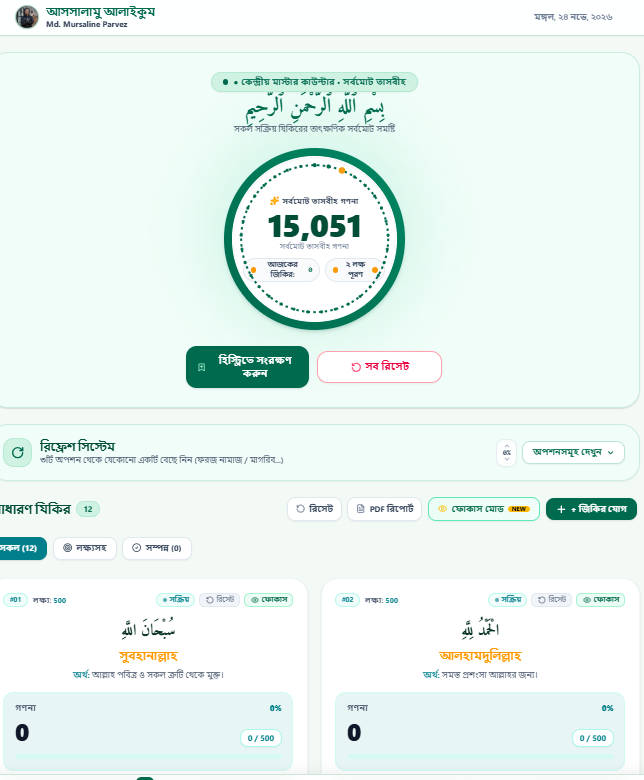 আসসালামু আলাইকুম
Md. Mursaline Parvez
মঙ্গল, ২৪ নভে, ২০২৬
● কেন্দ্রীয় মাস্টার কাউন্টার • সর্বমোট তাসবীহ
بِسْمِ اللَّهِ الرَّحْمَٰنِ الرَّحِيمِ
সকল সক্রিয় যিকিরের তাৎক্ষণিক সর্বমোট সমষ্টি
সর্বমোট তাসবীহ গণনা
15,051
সর্বমোট তাসবীহ গণনা
আজকের জিকির: 0
২ লক্ষ পূরণ
হিস্ট্রিতে সংরক্ষণ করুন
সব রিসেট
রিফ্রেশ সিস্টেম
৩টি অপশন থেকে যেকোনো একটি বেছে নিন (ফরজ নামাজ / মাগরিব...)
0%
অপশনসমূহ দেখুন
াধারণ যিকির 12
রিসেট
PDF রিপোর্ট
ফোকাস মোড NEW
+ জিকির যোগ
সকল (12)
লক্ষ্যসহ
সম্পন্ন (0)
#01 লক্ষ্য: 500 সক্রিয় রিসেট ফোকাস
سُبْحَانَ اللَّهِ
সুবহানাল্লাহ
অর্থ: আল্লাহ পবিত্র ও সকল ত্রুটি থেকে মুক্ত।
গণনা 0%
0 0 / 500
#02 লক্ষ্য: 500 সক্রিয় রিসেট ফোকাস
الْحَمْدُ لِلَّهِ
আলহামদুলিল্লাহ
অর্থ: সমস্ত প্রশংসা আল্লাহর জন্য।
গণনা 0%
0 0 / 500